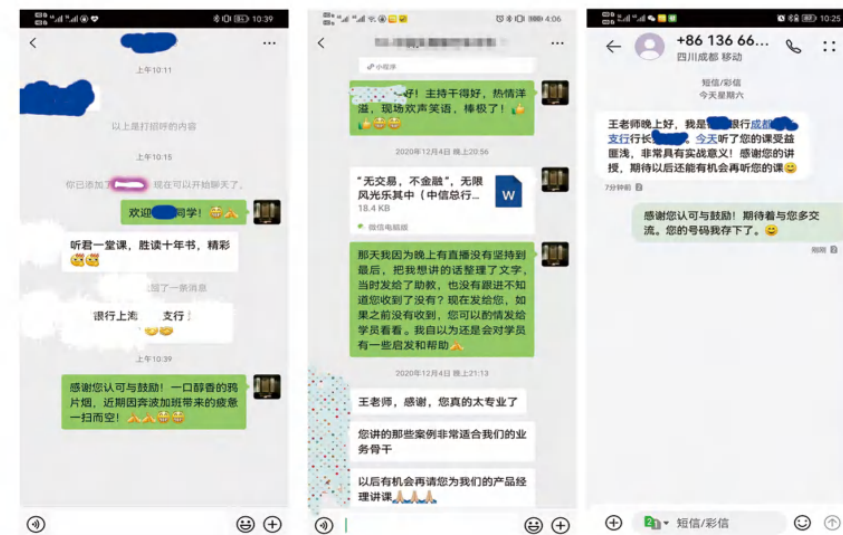 10:39
上午10:11
以上是打招呼的内容
上午10:15
你已添加了 现在可以开始聊天了。
欢迎 同学！
听君一堂课，胜读十年书，精彩
了一条消息
银行上海 支行
上午10:39
感谢您认可与鼓励！一口醇香的鸦
片烟，近期因奔波加班带来的疲惫
一扫而空！
4:06
小程序
好！主持干得好，热情洋
溢，现场欢声笑语，棒极了！
2020年12月4日 晚上20:56
“无交易，不金融”，无限
风光乐其中（中信总行...
18.4 KB
W
微信电脑版
那天我因为晚上有直播没有坚持到
最后，把我想讲的话整理了文字，
当时发给了助教，也没有跟进不知
道您收到了没有？现在发给您，如
果之前没有收到，您可以酌情发给
学员看看。我自以为还是会对学员
有一些启发和帮助
2020年12月4日 晚上21:13
王老师，感谢，您真的太专业了
您讲的那些案例非常适合我们的业
务骨干
以后有机会再请您为我们的产品经
理讲课
10:25
+86 136 66...
四川成都 移动
短信/彩信
今天星期六
王老师晚上好，我是 银行成都
支行行长 。今天听了您的课受益
匪浅，非常具有实战意义！感谢您的讲
授，期待以后还能有机会再听您的课
7分钟前
感谢您认可与鼓励！期待着与您多交
流。您的号码我存下了。
刚刚
短信/彩信